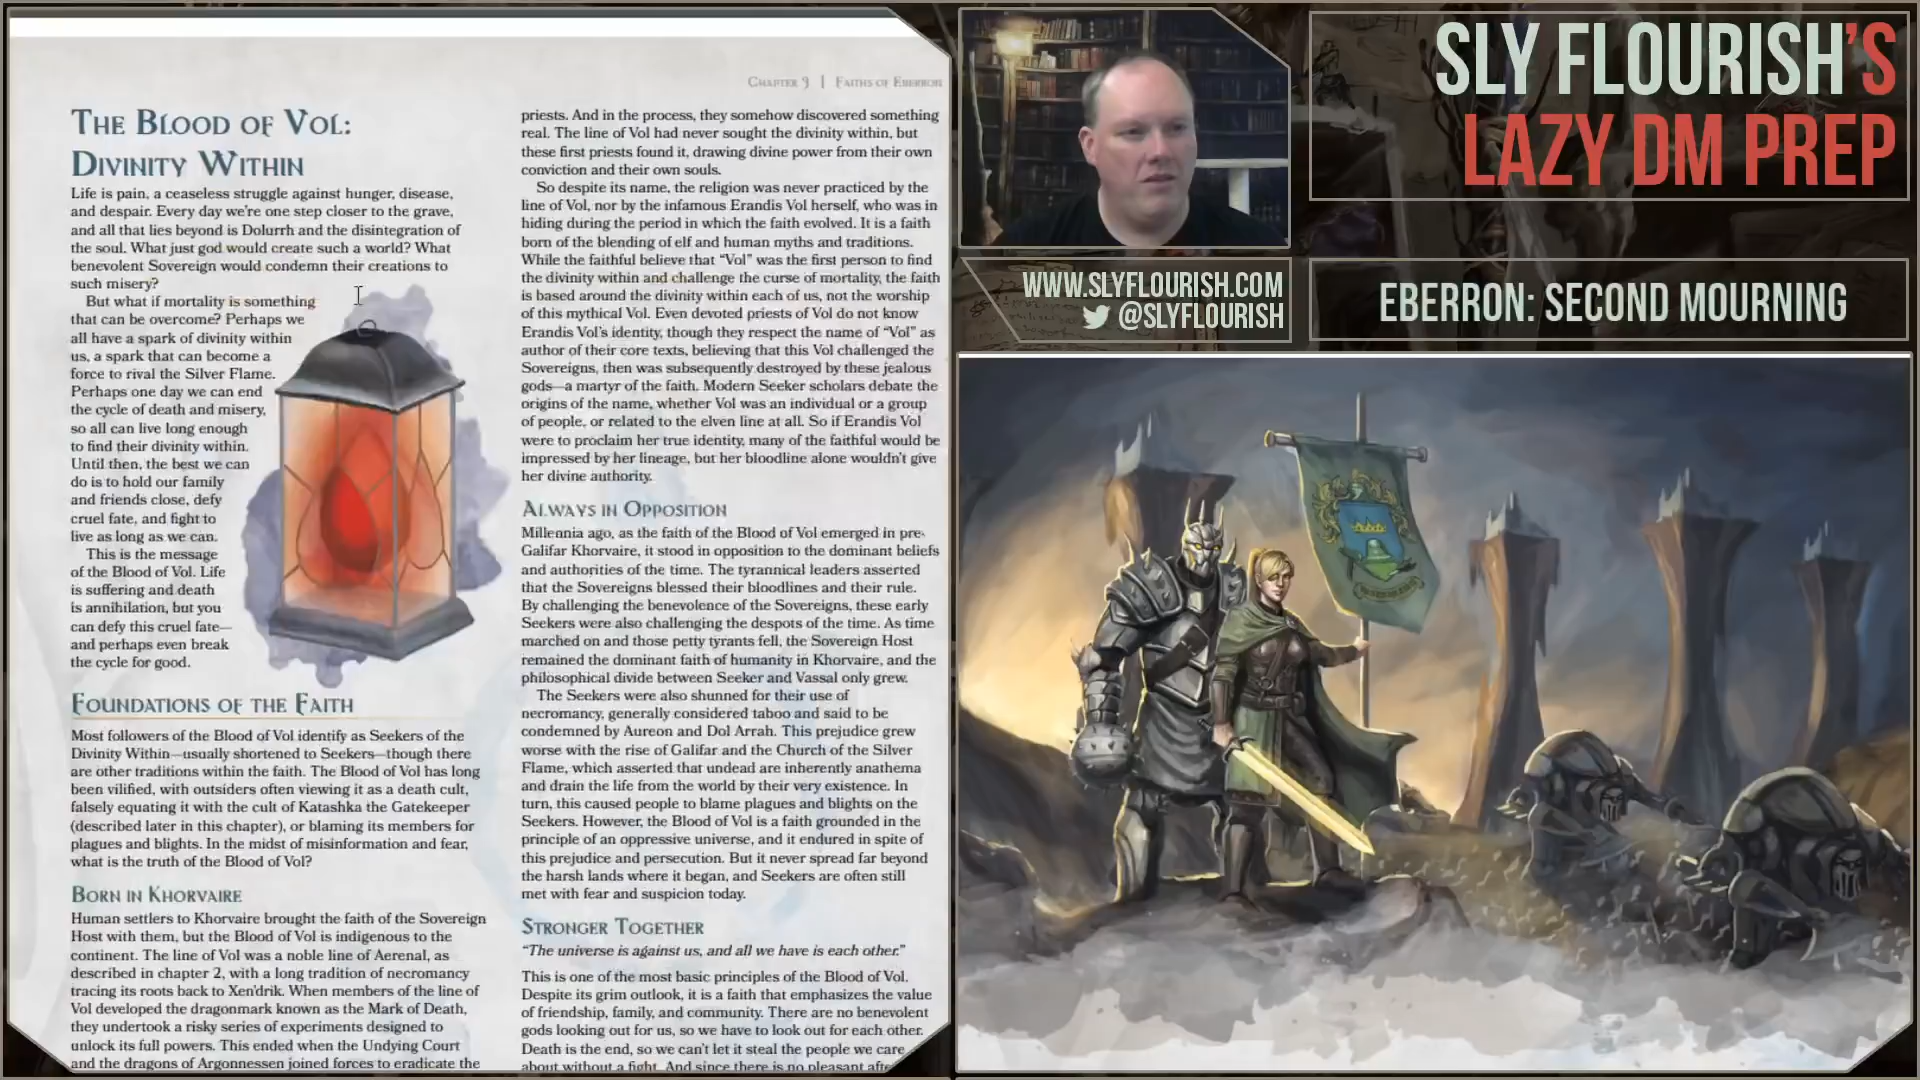 Chapter 3 | Faiths of Eberron
The Blood of Vol:
Divinity Within
Life is pain, a ceaseless struggle against hunger, disease,
and despair. Every day we're one step closer to the grave,
and all that lies beyond is Dolurrh and the disintegration of
the soul. What just god would create such a world? What
benevolent Sovereign would condemn their creations to
such misery?
But what if mortality is something
that can be overcome? Perhaps we
all have a spark of divinity within
us, a spark that can become a
force to rival the Silver Flame.
Perhaps one day we can end
the cycle of death and misery,
so all can live long enough
to find their divinity within.
Until then, the best we can
do is to hold our family
and friends close, defy
cruel fate, and fight to
live as long as we can.
This is the message
of the Blood of Vol. Life
is suffering and death
is annihilation, but you
can defy this cruel fate—
and perhaps even break
the cycle for good.
Foundations of the Faith
Most followers of the Blood of Vol identify as Seekers of the
Divinity Within—usually shortened to Seekers—though there
are other traditions within the faith. The Blood of Vol has long
been vilified, with outsiders often viewing it as a death cult,
falsely equating it with the cult of Katashka the Gatekeeper
(described later in this chapter), or blaming its members for
plagues and blights. In the midst of misinformation and fear,
what is the truth of the Blood of Vol?
Born in Khorvaire
Human settlers to Khorvaire brought the faith of the Sovereign
Host with them, but the Blood of Vol is indigenous to the
continent. The line of Vol was a noble line of Aerenal, as
described in chapter 2, with a long tradition of necromancy
tracing its roots back to Xen'drik. When members of the line of
Vol developed the dragonmark known as the Mark of Death,
they undertook a risky series of experiments designed to
unlock its full powers. This ended when the Undying Court
and the dragons of Argonnessen joined forces to eradicate the
priests. And in the process, they somehow discovered something
real. The line of Vol had never sought the divinity within, but
these first priests found it, drawing divine power from their own
conviction and their own souls.
So despite its name, the religion was never practiced by the
line of Vol, nor by the infamous Erandis Vol herself, who was in
hiding during the period in which the faith evolved. It is a faith
born of the blending of elf and human myths and traditions.
While the faithful believe that “Vol” was the first person to find
the divinity within and challenge the curse of mortality, the faith
is based around the divinity within each of us, not the worship
of this mythical Vol. Even devoted priests of Vol do not know
Erandis Vol's identity, though they respect the name of “Vol” as
author of their core texts, believing that this Vol challenged the
Sovereigns, then was subsequently destroyed by these jealous
gods—a martyr of the faith. Modern Seeker scholars debate the
origins of the name, whether Vol was an individual or a group
of people, or related to the elven line at all. So if Erandis Vol
were to proclaim her true identity, many of the faithful would be
impressed by her lineage, but her bloodline alone wouldn't give
her divine authority.
Always in Opposition
Millennia ago, as the faith of the Blood of Vol emerged in pre-
Galifar Khorvaire, it stood in opposition to the dominant beliefs
and authorities of the time. The tyrannical leaders asserted
that the Sovereigns blessed their bloodlines and their rule.
By challenging the benevolence of the Sovereigns, these early
Seekers were also challenging the despots of the time. As time
marched on and those petty tyrants fell, the Sovereign Host
remained the dominant faith of humanity in Khorvaire, and the
philosophical divide between Seeker and Vassal only grew.
The Seekers were also shunned for their use of
necromancy, generally considered taboo and said to be
condemned by Aureon and Dol Arrah. This prejudice grew
worse with the rise of Galifar and the Church of the Silver
Flame, which asserted that undead are inherently anathema
and drain the life from the world by their very existence. In
turn, this caused people to blame plagues and blights on the
Seekers. However, the Blood of Vol is a faith grounded in the
principle of an oppressive universe, and it endured in spite of
this prejudice and persecution. But it never spread far beyond
the harsh lands where it began, and Seekers are often still
met with fear and suspicion today.
Stronger Together
“The universe is against us, and all we have is each other.”
This is one of the most basic principles of the Blood of Vol.
Despite its grim outlook, it is a faith that emphasizes the value
of friendship, family, and community. There are no benevolent
gods looking out for us, so we have to look out for each other.
Death is the end, so we can't let it steal the people we care
about without a fight. And since there is no pleasant
SLY FLOURISH'S
LAZY DM PREP
WWW.SLYFLOURISH.COM
@SLYFLOURISH
EBERRON: SECOND MOURNING